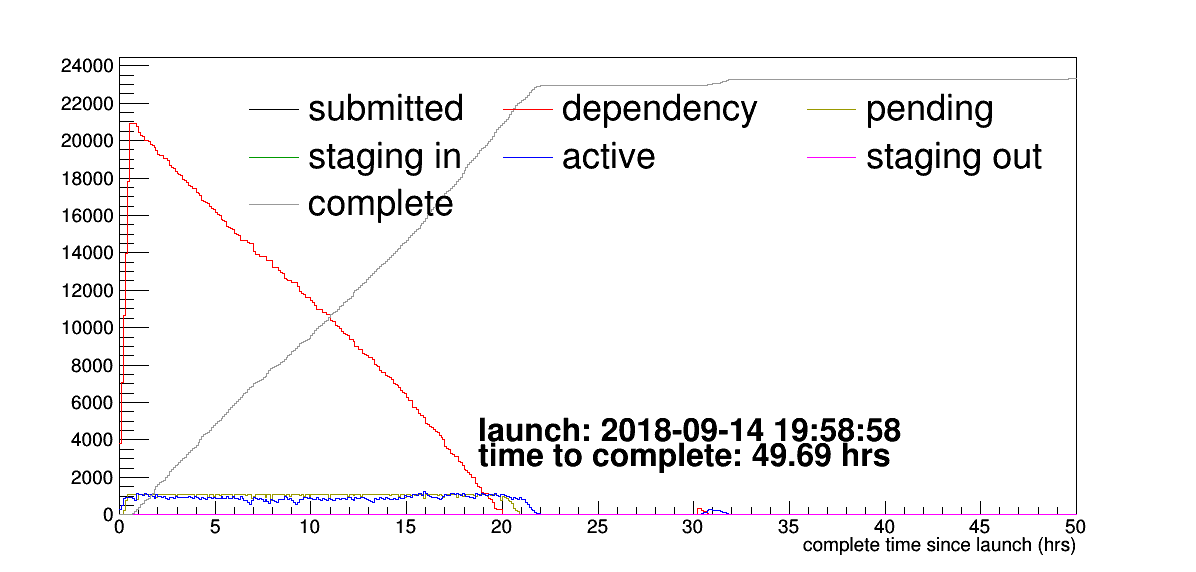 24000
22000
20000
18000
16000
14000
12000
10000
8000
6000
4000
2000
0
submitted dependency pending
staging in active staging out
complete
launch: 2018-09-14 19:58:58
time to complete: 49.69 hrs
0 5 10 15 20 25 30 35 40 45 50
complete time since launch (hrs)